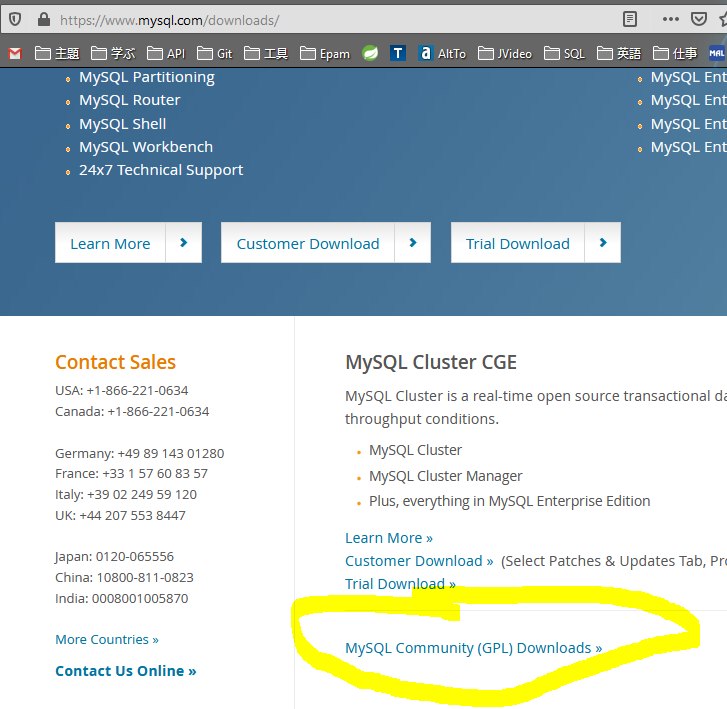 https://www.mysql.com/downloads/
主題 学ぶ API Git 工具 Epam T a AltTo JVideo SQL 英語 仕事 MAL
MySQL Partitioning
MySQL Router
MySQL Shell
MySQL Workbench
24x7 Technical Support
MySQL Ent
MySQL Ent
MySQL Ent
MySQL Ent
Learn More
Customer Download
Trial Download
Contact Sales
USA: +1-866-221-0634
Canada: +1-866-221-0634
Germany: +49 89 143 01280
France: +33 1 57 60 83 57
Italy: +39 02 249 59 120
UK: +44 207 553 8447
Japan: 0120-065556
China: 10800-811-0823
India: 0008001005870
More Countries »
Contact Us Online »
MySQL Cluster CGE
MySQL Cluster is a real-time open source transactional da
throughput conditions.
MySQL Cluster
MySQL Cluster Manager
Plus, everything in MySQL Enterprise Edition
Learn More »
Customer Download » (Select Patches & Updates Tab, Pro
Trial Download »
MySQL Community (GPL) Downloads »